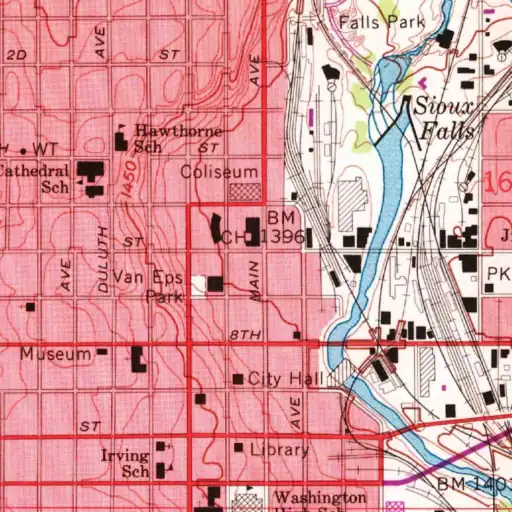 Falls Park
2D
ST
AVE
AVE
Sioux
Falls
Hawthorne
Sch
ST
WT
Cathedral
Sch
1450
Coliseum
16
BM
1396
CH
ST
DULUTH
AVE
MAIN
Van Eps
Park
PK
8TH
Museum
City Hall
AVE
ST
Irving
Sch
Library
BM 1401
Washington
High Sch